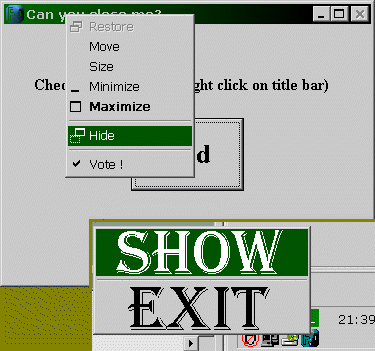 Can you close me?
Restore
Move
Size
Minimize
Maximize
Chec
ght click on title bar)
Hide
d
Vote !
SHOW
EXIT
21:39